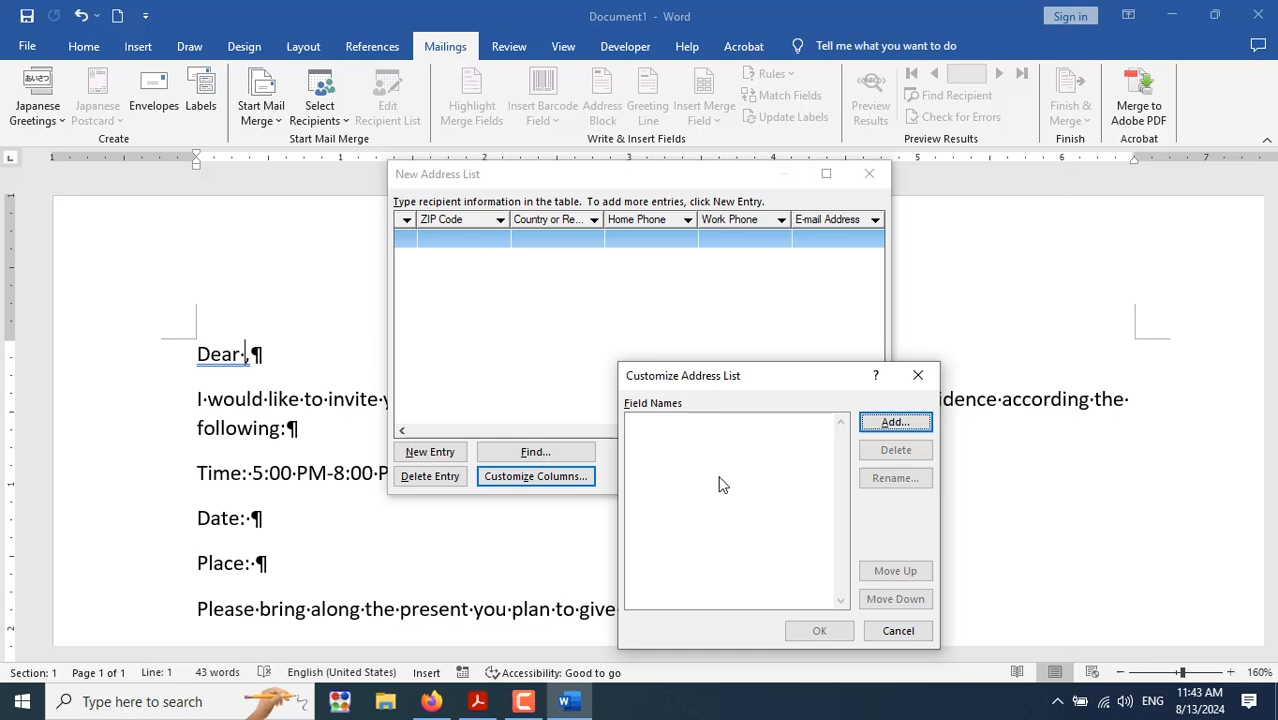 Document1 - Word
Sign in
File Home Insert Draw Design Layout References Mailings Review View Developer Help Acrobat Tell me what you want to do
Japanese Greetings
Japanese Postcard
Envelopes
Labels
Start Mail Merge
Select Recipients
Edit Recipient List
Highlight Merge Fields
Insert Barcode Field
Address Block
Greeting Line
Insert Merge Field
Rules
Match Fields
Update Labels
Preview Results
Find Recipient
Check for Errors
Finish & Merge
Merge to Adobe PDF
Create
Start Mail Merge
Write & Insert Fields
Preview Results
Finish
Acrobat
1 1 2 3 4 5 6 7
New Address List
Type recipient information in the table. To add more entries, click New Entry.
ZIP Code Country or Re... Home Phone Work Phone E-mail Address
New Entry Find...
Delete Entry Customize Columns...
Customize Address List
?
Field Names
Add...
Delete
Rename...
Move Up
Move Down
OK Cancel
Dear·,¶
I·would·like·to·invite· dence·according·the·
following:¶
Time:·5:00·PM-8:00·P
Date:·¶
Place:·¶
Please·bring·along·the·present·you·plan·to·give
Section: 1 Page 1 of 1 Line: 1 43 words English (United States) Insert Accessibility: Good to go 160%
Type here to search
ENG
11:43 AM
8/13/2024